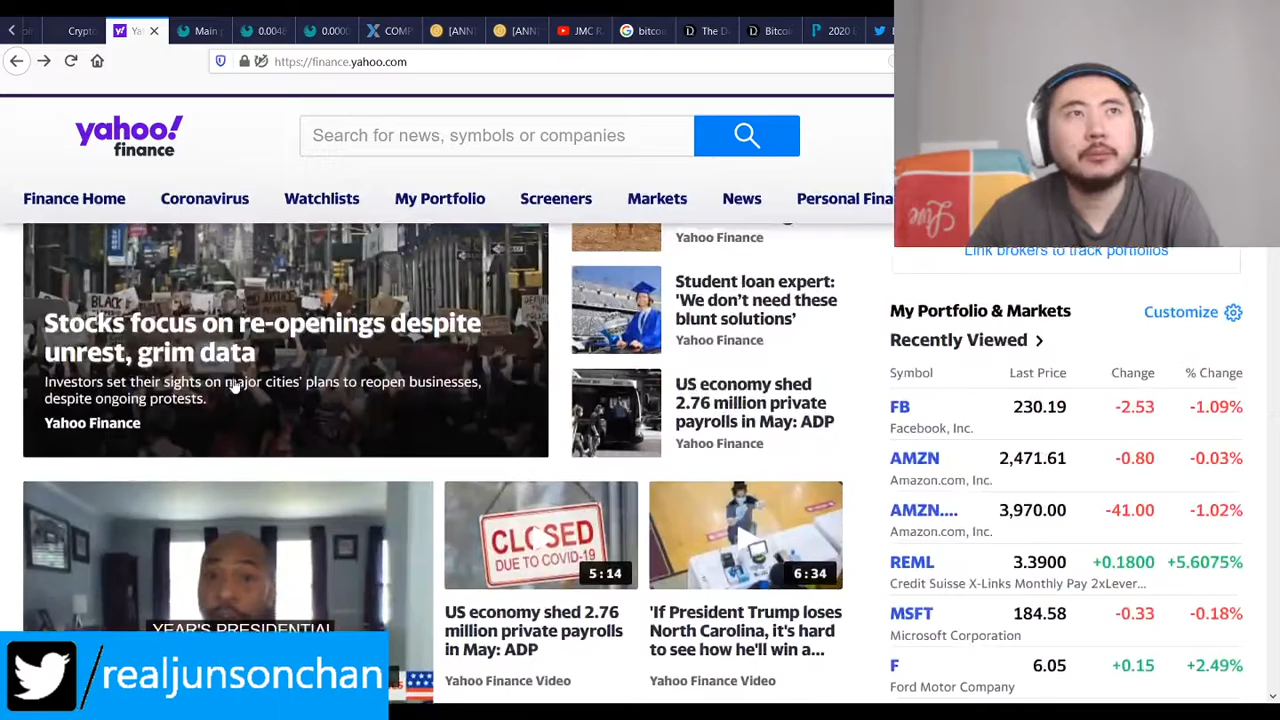 Crypto
Ya
Main
0.0048
0.0000
COMP
[ANN
[ANN
JMC R
bitcoi
The D
Bitcoi
2020
https://finance.yahoo.com
yahoo!
finance
Search for news, symbols or companies
Finance Home
Coronavirus
Watchlists
My Portfolio
Screeners
Markets
News
Personal Fina
Live
Stocks focus on re-openings despite
unrest, grim data
Investors set their sights on major cities' plans to reopen businesses,
despite ongoing protests.
Yahoo Finance
BLACK
Yahoo Finance
Student loan expert:
'We don't need these
blunt solutions'
Yahoo Finance
US economy shed
2.76 million private
payrolls in May: ADP
Yahoo Finance
Link brokers to track portfolios
My Portfolio & Markets
Customize
Recently Viewed >
Symbol Last Price Change % Change
FB 230.19 -2.53 -1.09%
Facebook, Inc.
AMZN 2,471.61 -0.80 -0.03%
Amazon.com, Inc.
AMZN.... 3,970.00 -41.00 -1.02%
Amazon.com, Inc.
REML 3.3900 +0.1800 +5.6075%
Credit Suisse X-Links Monthly Pay 2xLever...
MSFT 184.58 -0.33 -0.18%
Microsoft Corporation
F 6.05 +0.15 +2.49%
Ford Motor Company
YEAR'S PRESIDENTIAL
CLOSED
DUE TO COVID-19
5:14
US economy shed 2.76
million private payrolls
in May: ADP
Yahoo Finance Video
6:34
'If President Trump loses
North Carolina, it's hard
to see how he'll win a...
Yahoo Finance Video
/realjunsonchan